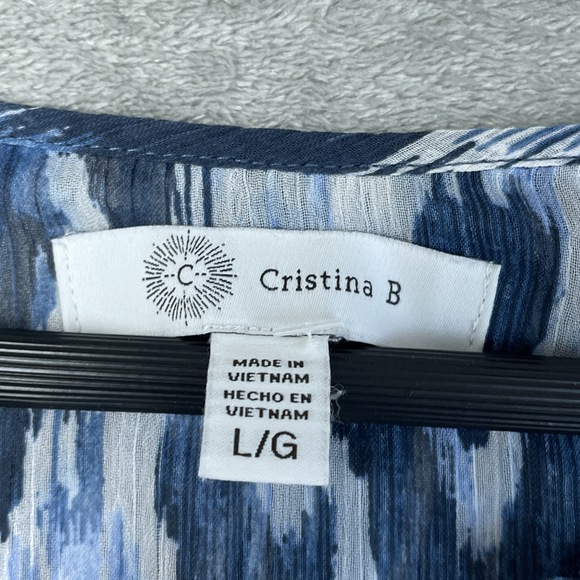 C
Cristina B
MADE IN
VIETNAM
HECHO EN
VIETNAM
L/G